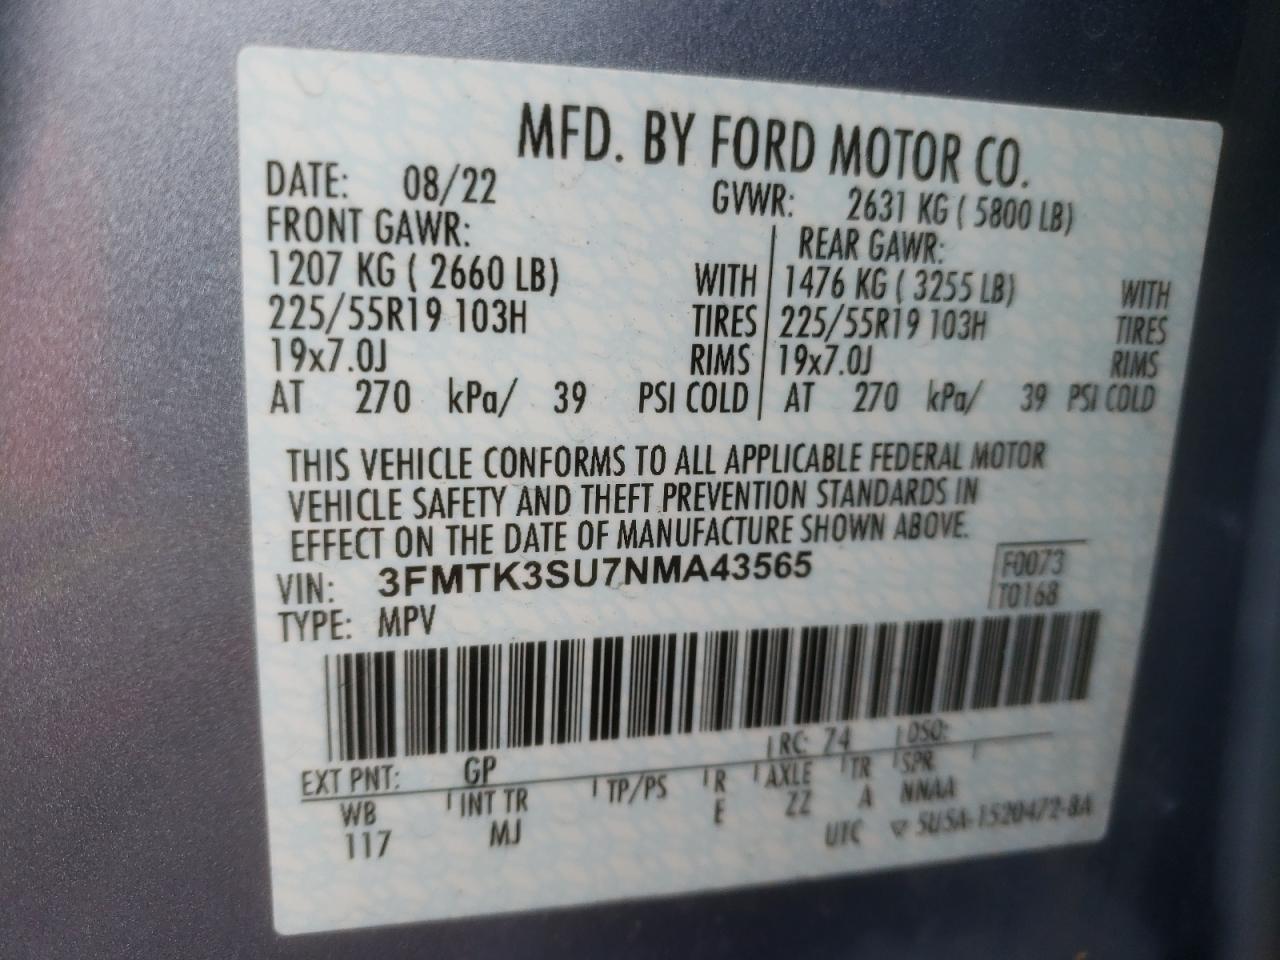 MFD. BY FORD MOTOR CO.
DATE: 08/22 GVWR: 2631 KG ( 5800 LB)
FRONT GAWR: REAR GAWR:
1207 KG ( 2660 LB) WITH 1476 KG ( 3255 LB) WITH
225/55R19 103H TIRES 225/55R19 103H TIRES
19x7.0J RIMS 19x7.0J RIMS
AT 270 kPa/ 39 PSI COLD AT 270 kPa/ 39 PSI COLD
THIS VEHICLE CONFORMS TO ALL APPLICABLE FEDERAL MOTOR
VEHICLE SAFETY AND THEFT PREVENTION STANDARDS IN
EFFECT ON THE DATE OF MANUFACTURE SHOWN ABOVE.
VIN: 3FMTK3SU7NMA43565 F0073
TYPE: MPV T0168
EXT PNT: GP RC: 74 DSO:
WB INT TR TP/PS R AXLE TR SPR
117 MJ E ZZ A NNAA
UTC ▽ 5U5A-1520472-BA